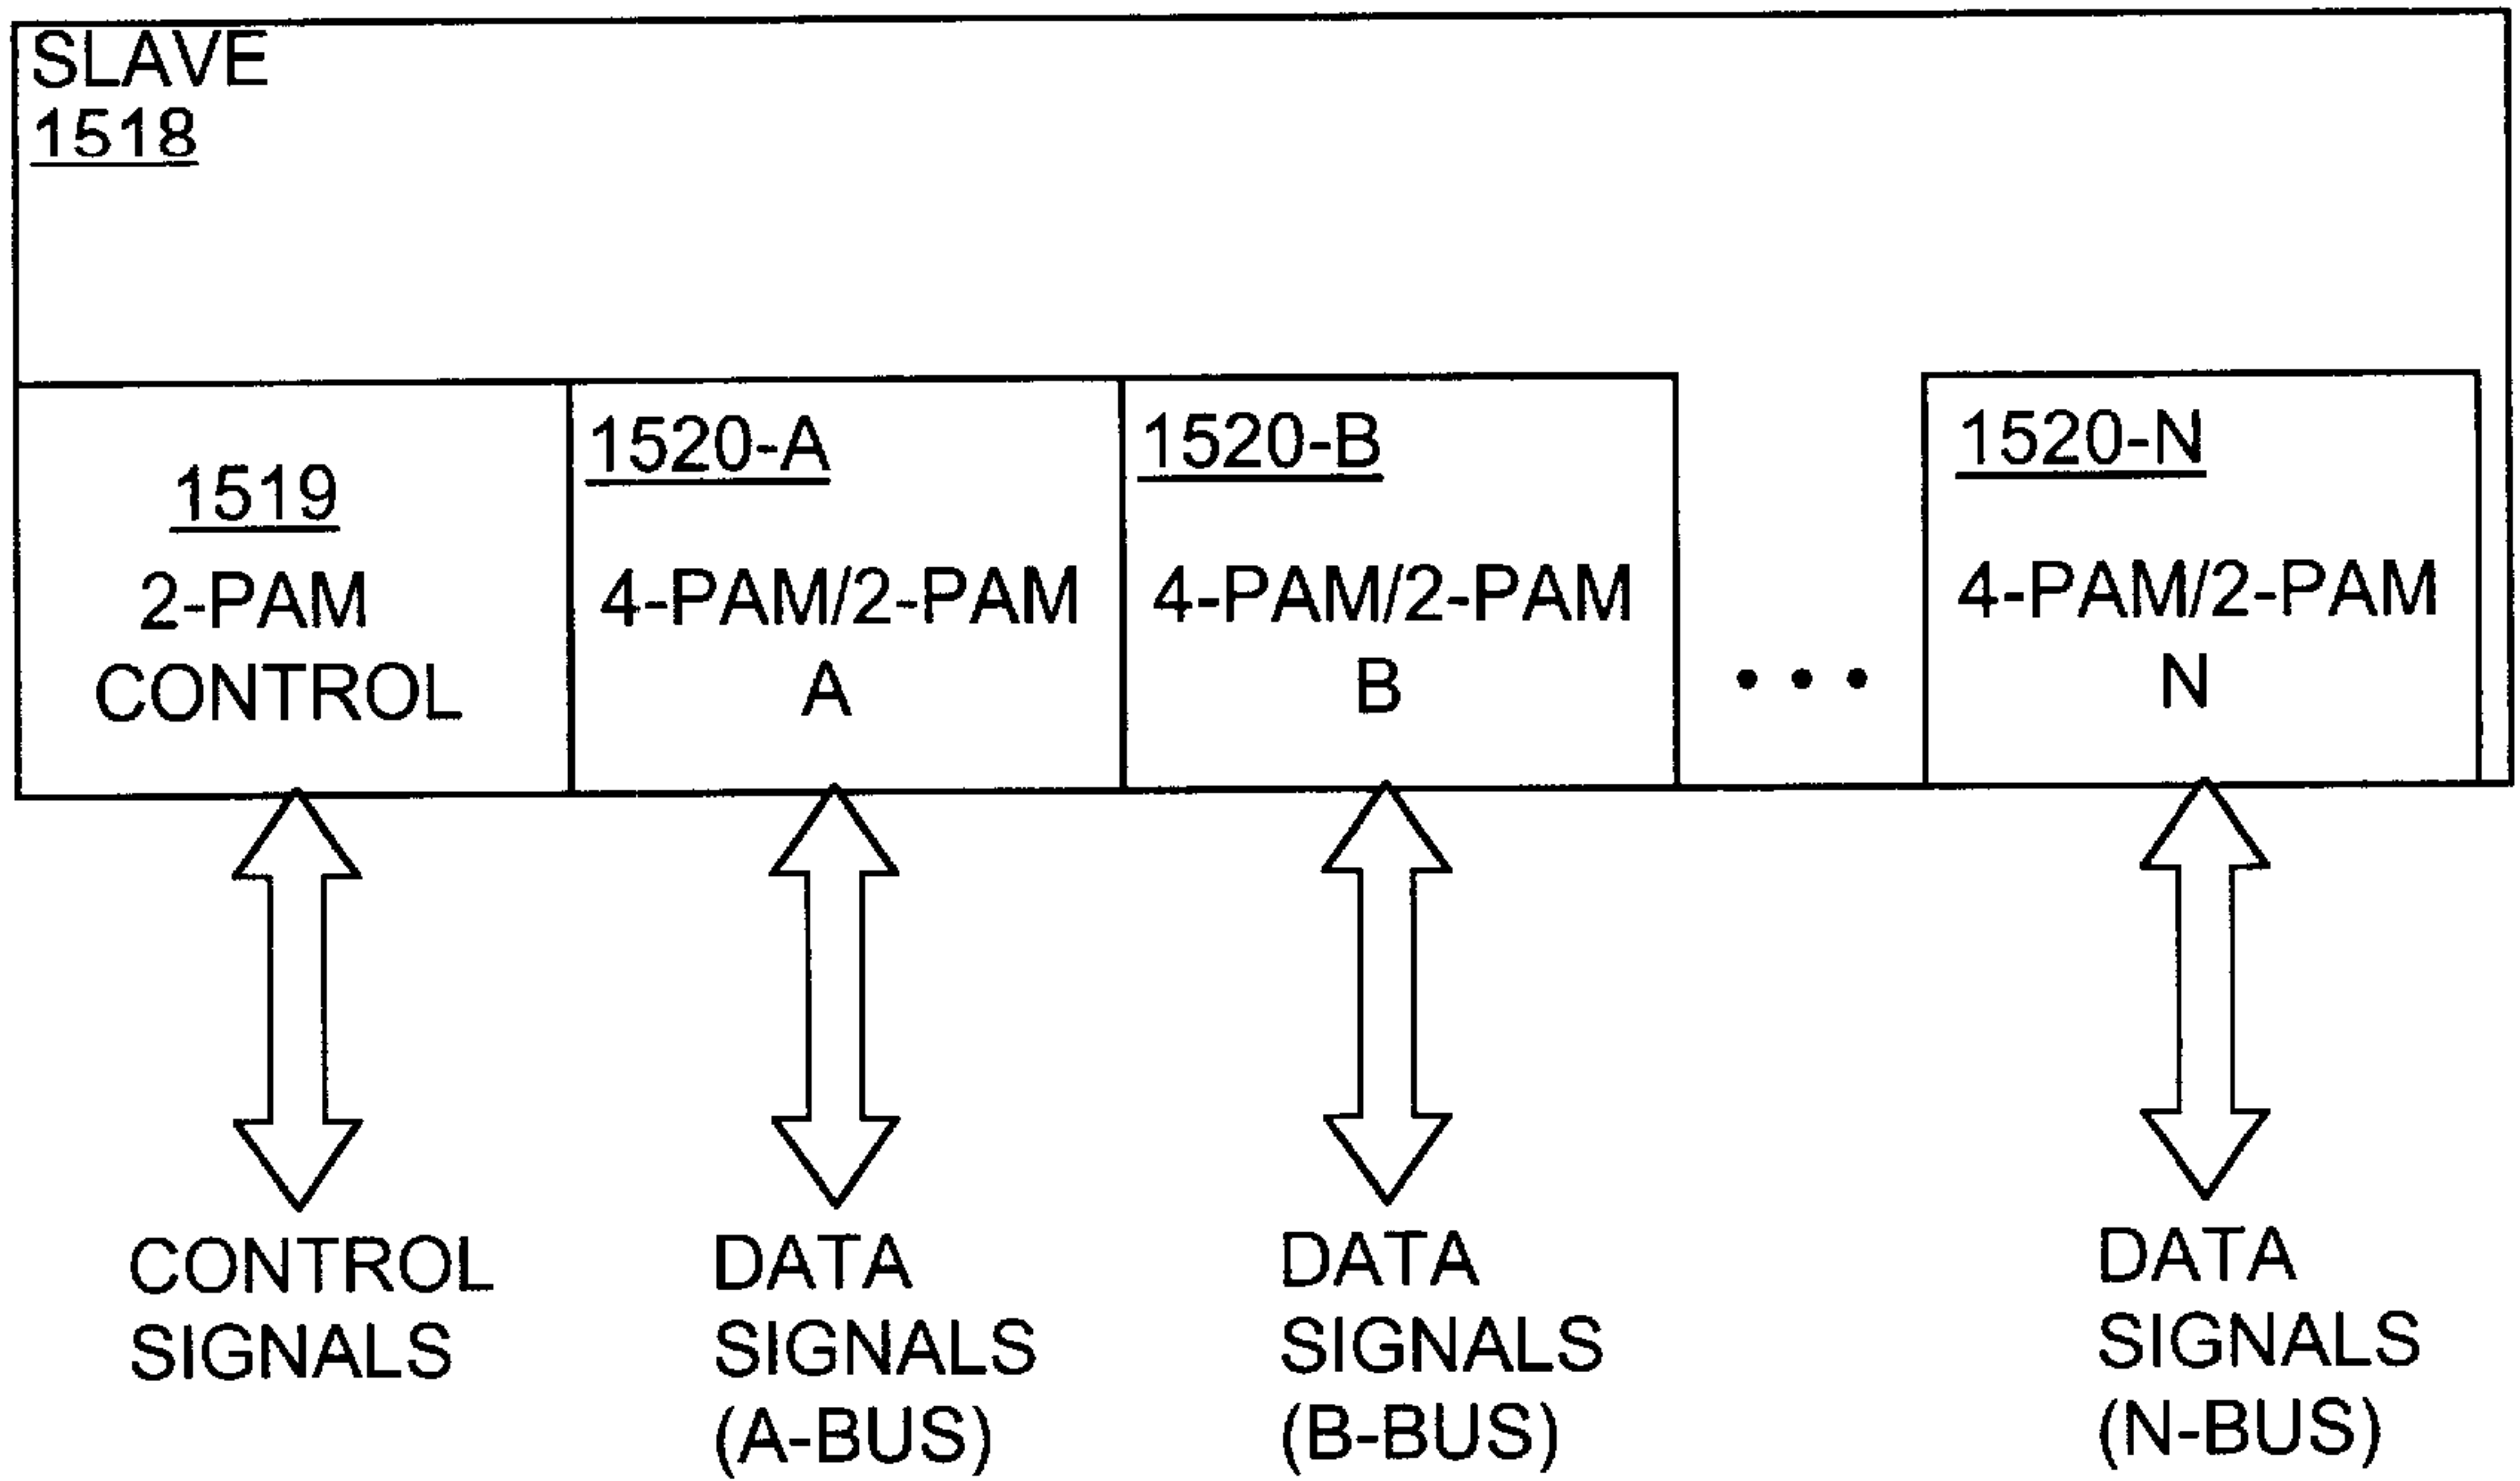 SLAVE
1518
1519
2-PAM
CONTROL
1520-A
4-PAM/2-PAM
A
1520-B
4-PAM/2-PAM
B
1520-N
4-PAM/2-PAM
N
CONTROL
SIGNALS
DATA
SIGNALS
(A-BUS)
DATA
SIGNALS
(B-BUS)
DATA
SIGNALS
(N-BUS)